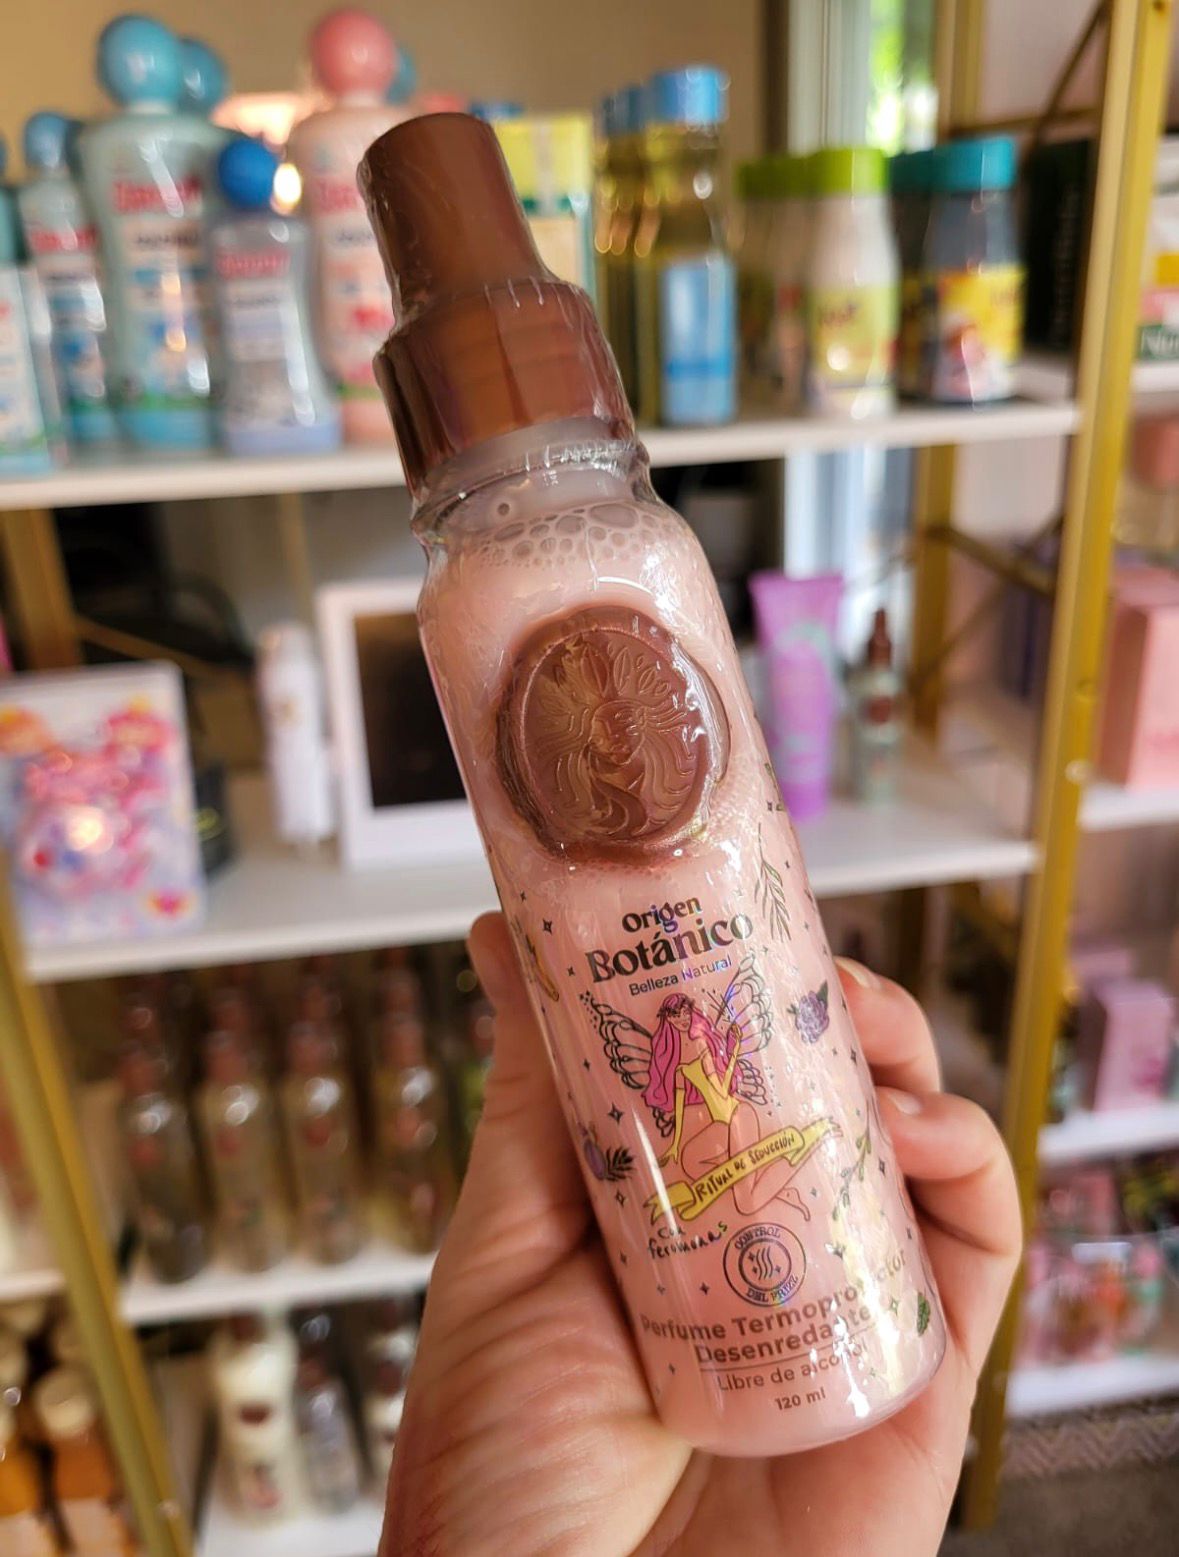 Origen
Botánico
Belleza Natural
RITUAL DE SEDUCCIÓN
con
feromonas
CONTROL
DEL FRIZZ
Perfume Termoprotector
Desenredante
Libre de alcohol
120 ml